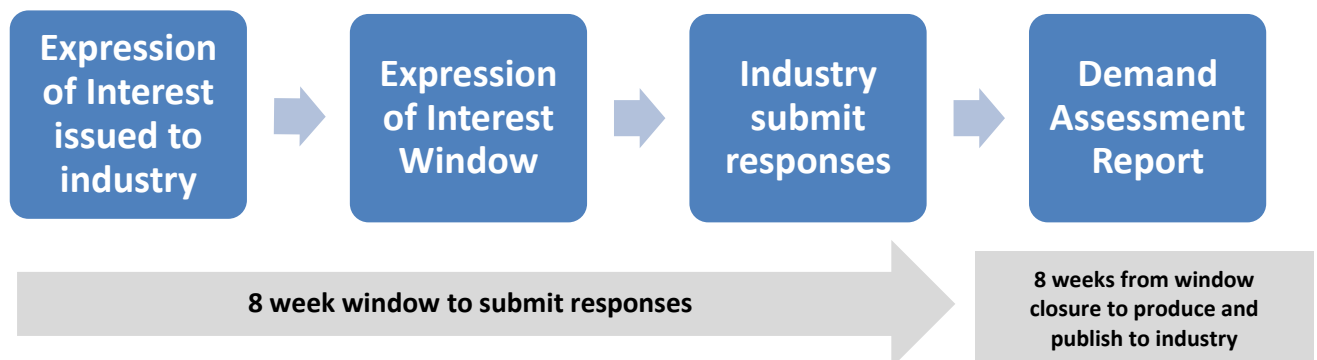 Expression
of Interest
issued to
industry
Expression
of Interest
Window
Industry
submit
responses
Demand
Assessment
Report
8 week window to submit responses
8 weeks from window
closure to produce and
publish to industry